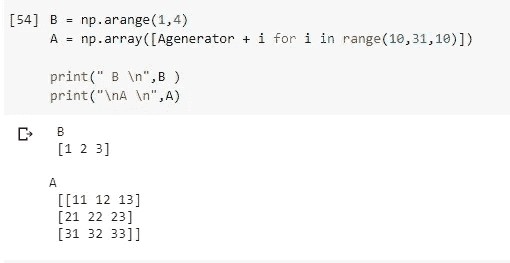 [54] B = np.arange(1,4)
A = np.array([Agenerator + i for i in range(10,31,10)])
print(" B \n",B )
print("\nA \n",A)
B
[1 2 3]
A
[[11 12 13]
[21 22 23]
[31 32 33]]